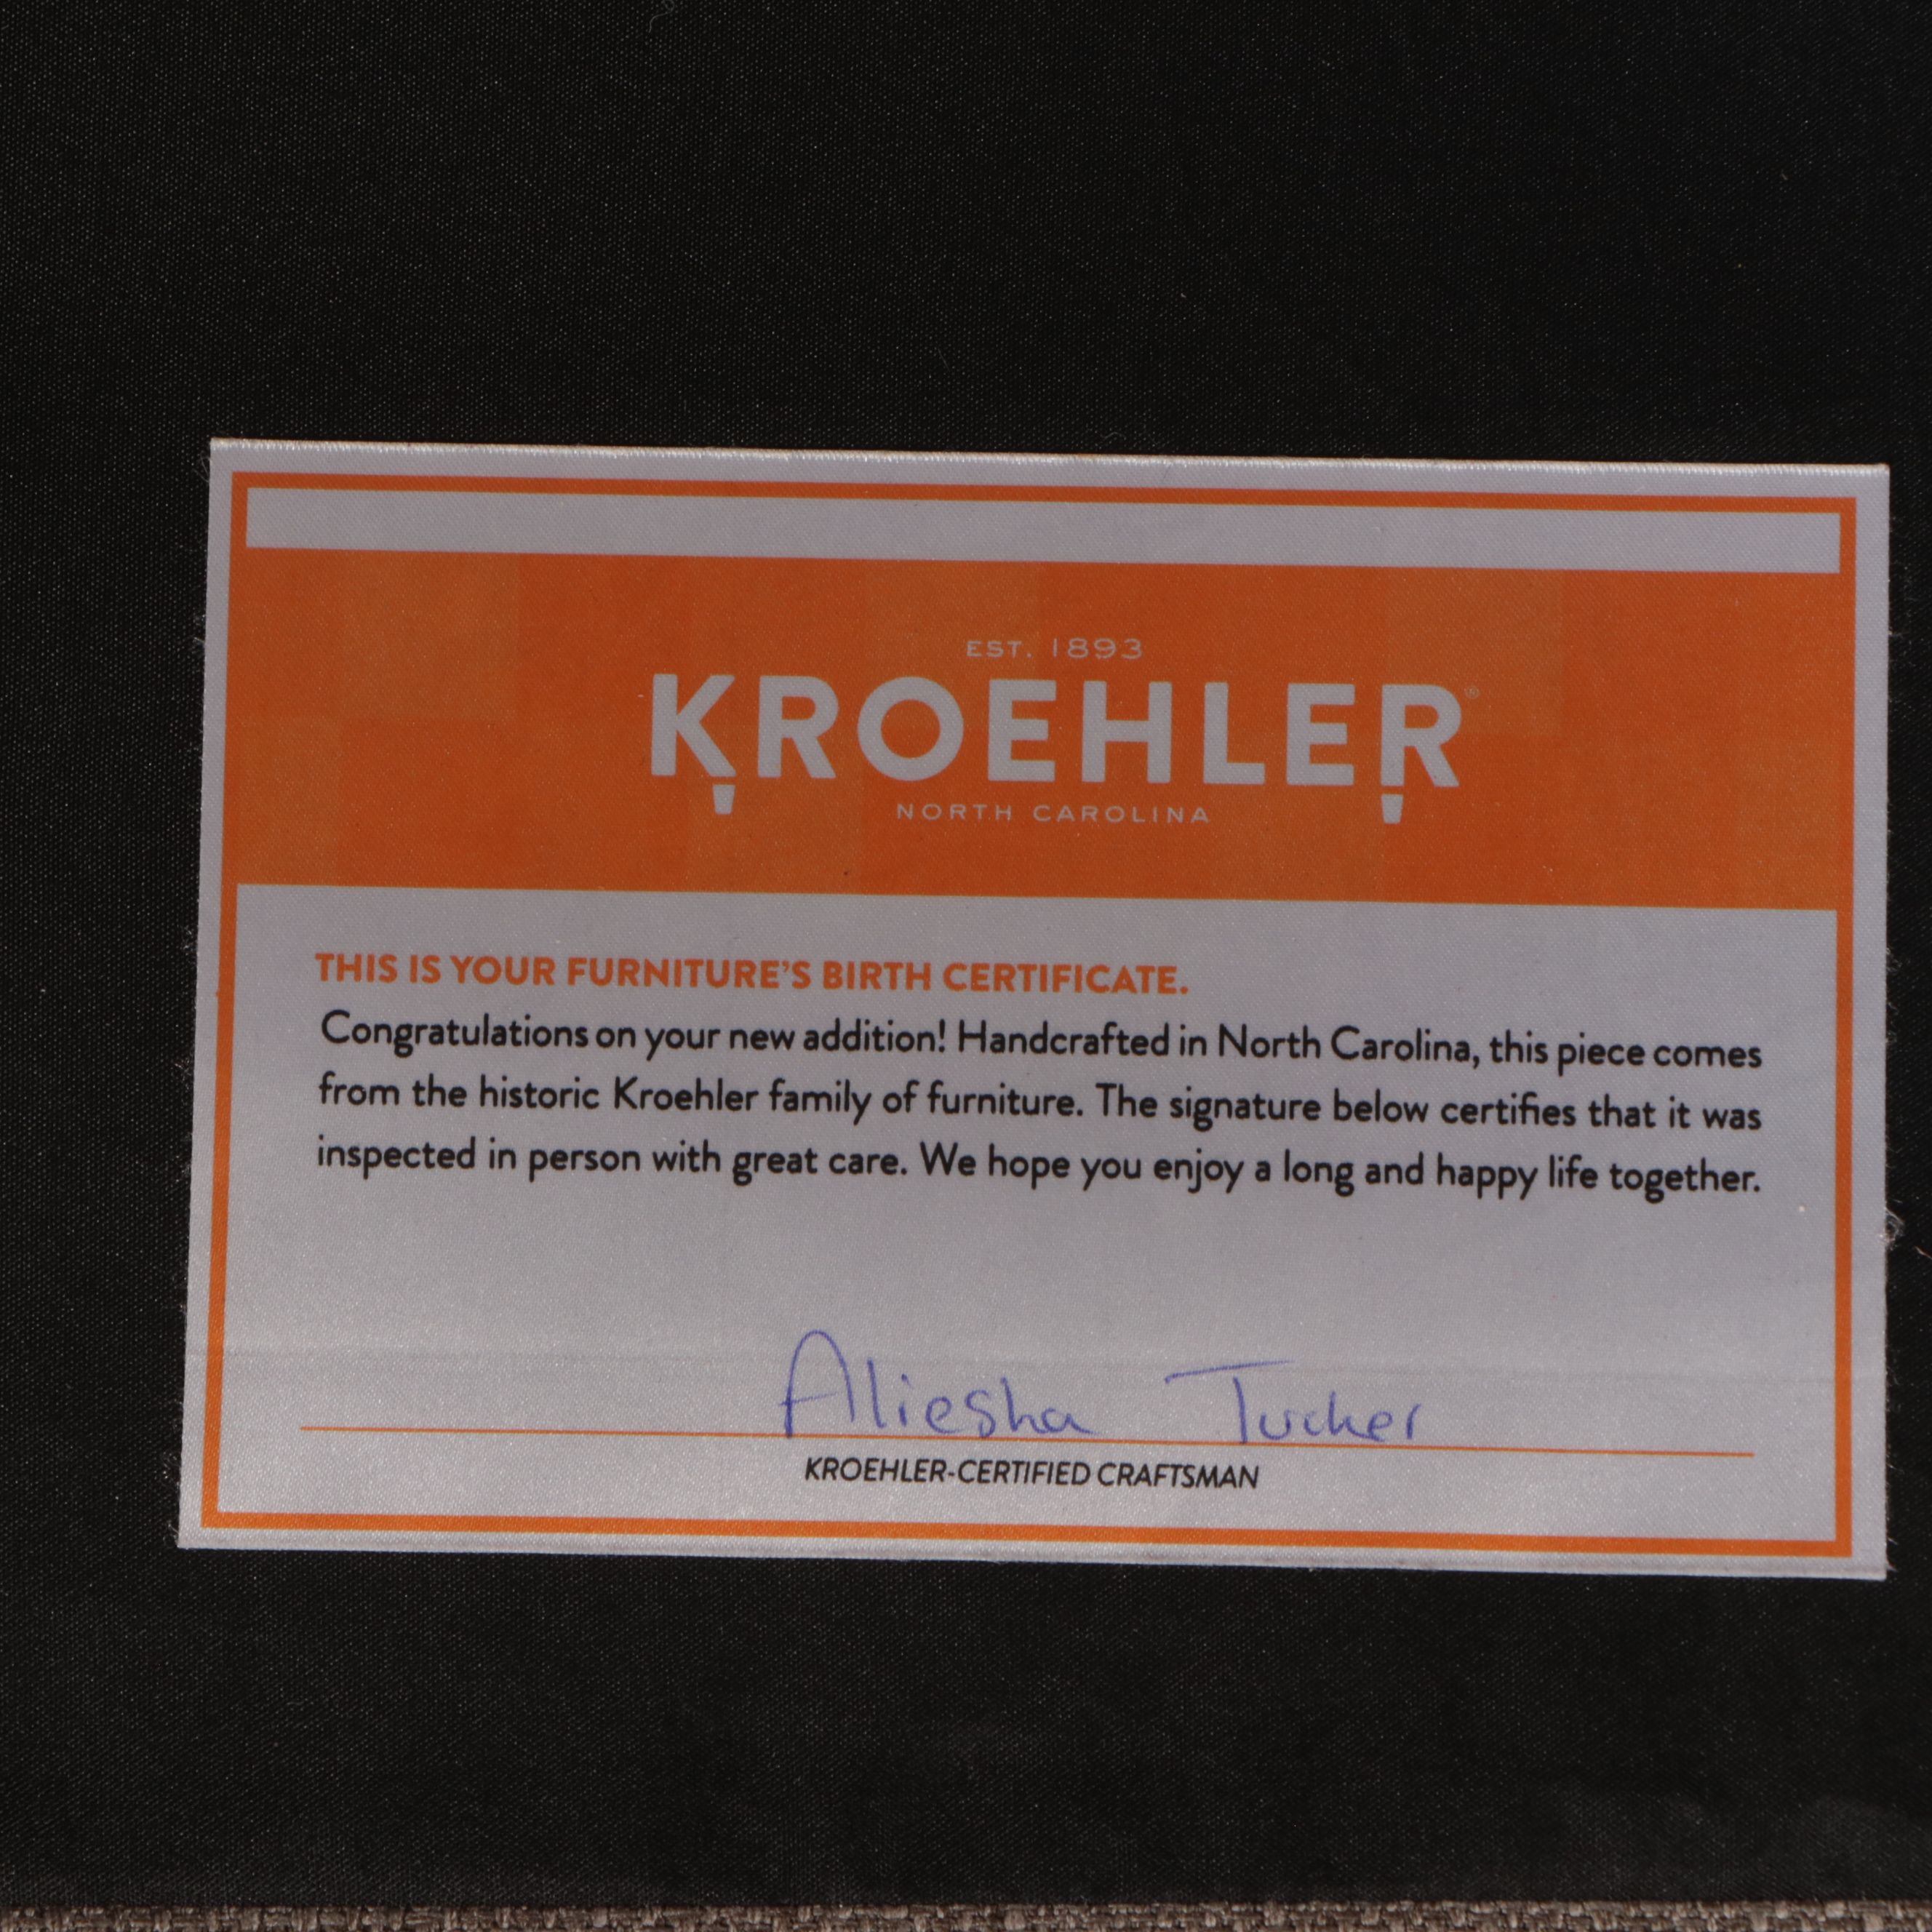 EST. 1893
KROEHLER®
NORTH CAROLINA
THIS IS YOUR FURNITURE'S BIRTH CERTIFICATE.
Congratulations on your new addition! Handcrafted in North Carolina, this piece comes
from the historic Kroehler family of furniture. The signature below certifies that it was
inspected in person with great care. We hope you enjoy a long and happy life together.
Aliesha Tucker
KROEHLER-CERTIFIED CRAFTSMAN